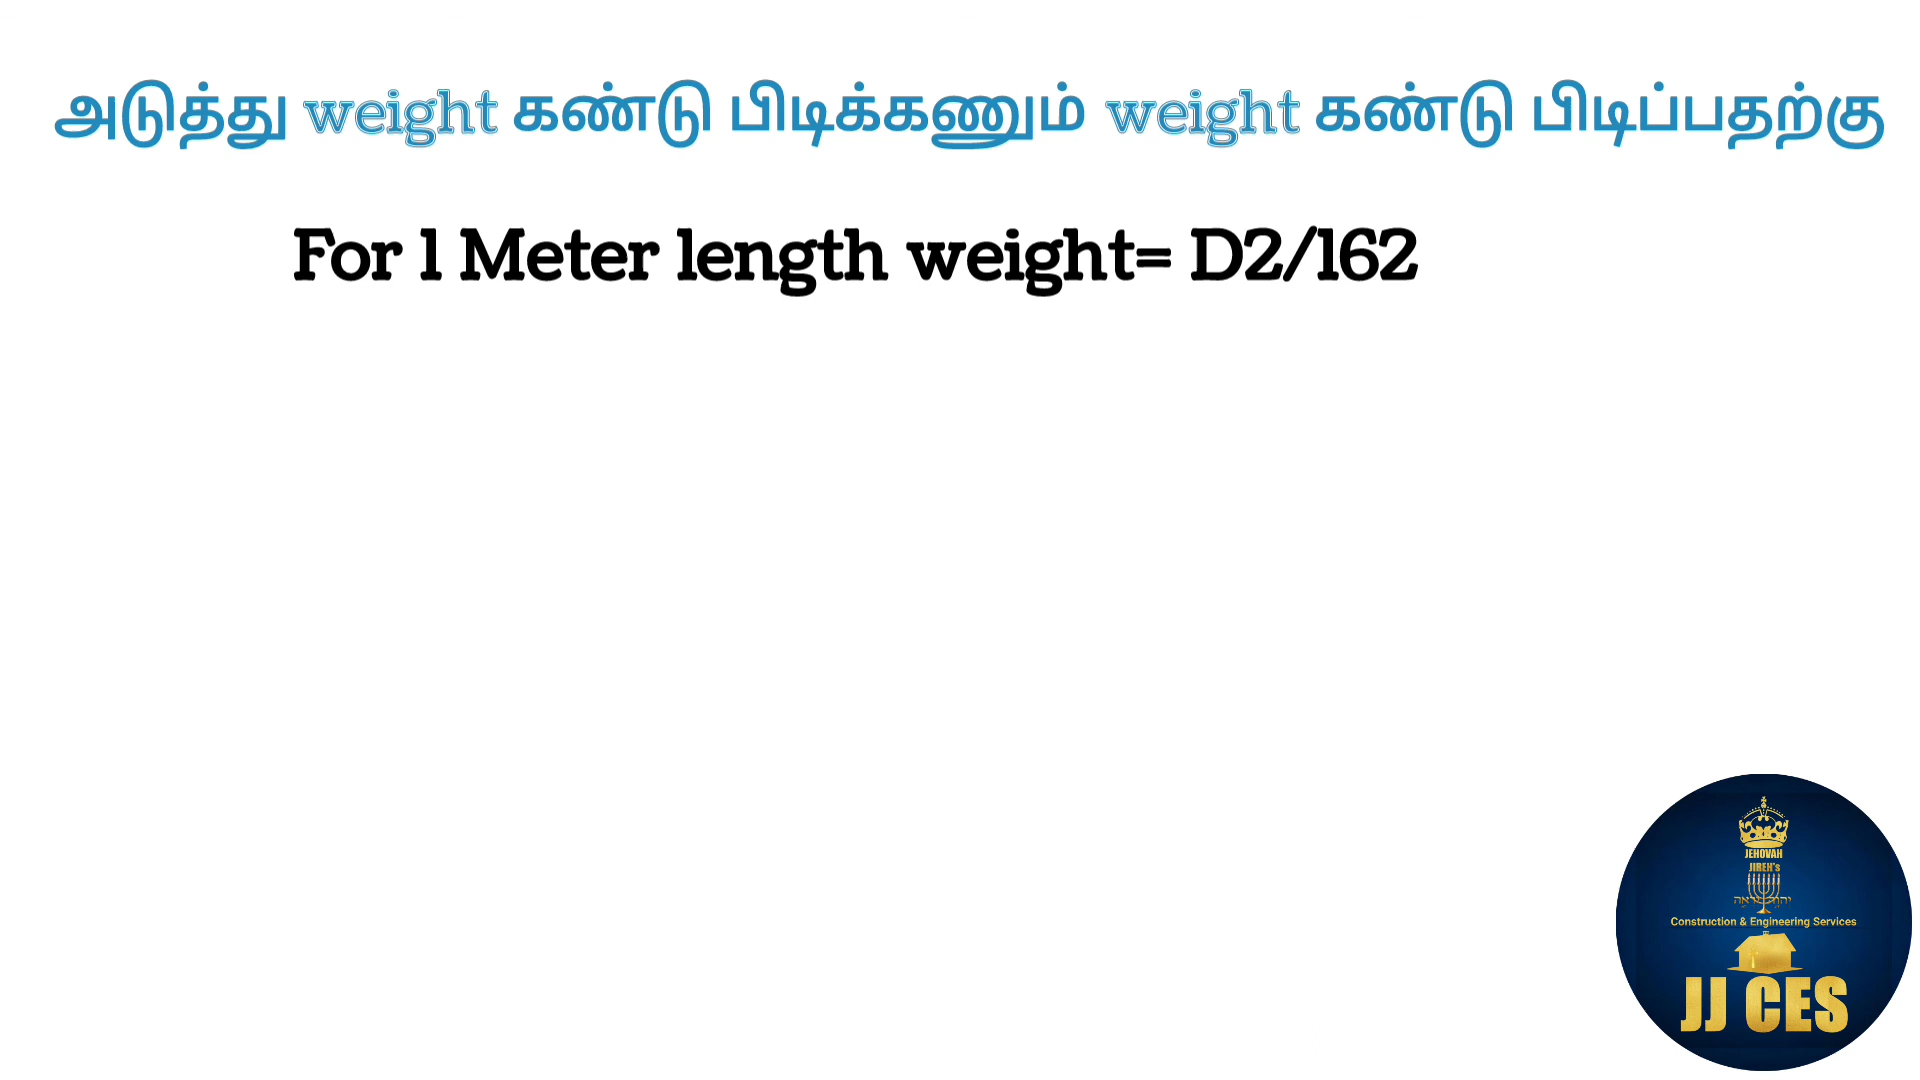 அடுத்து weight கண்டு பிடிக்கணும் weight கண்டு பிடிப்பதற்கு
For 1 Meter length weight= D2/162
JEHOVAH
JIREH's
Construction & Engineering Services
JJ CES